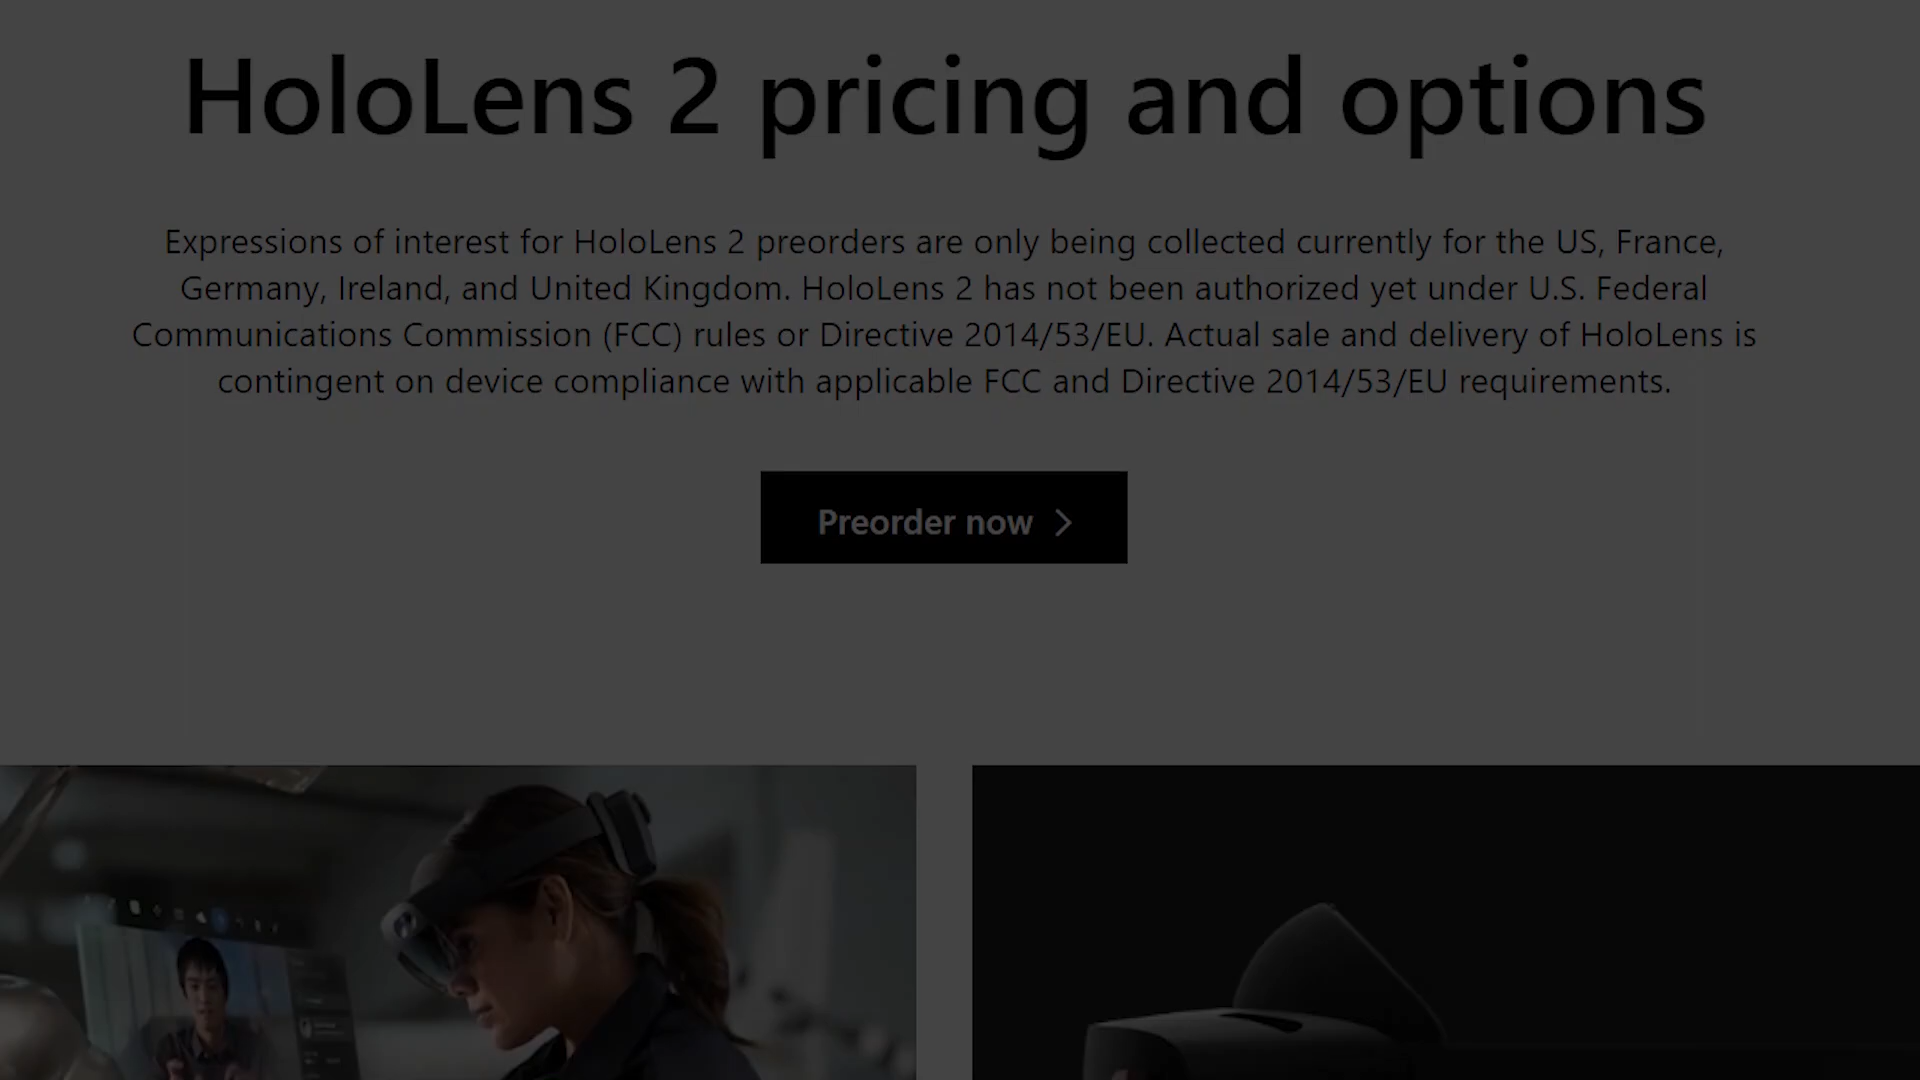 HoloLens 2 pricing and options
Expressions of interest for HoloLens 2 preorders are only being collected currently for the US, France,
Germany, Ireland, and United Kingdom. HoloLens 2 has not been authorized yet under U.S. Federal
Communications Commission (FCC) rules or Directive 2014/53/EU. Actual sale and delivery of HoloLens is
contingent on device compliance with applicable FCC and Directive 2014/53/EU requirements.
Preorder now